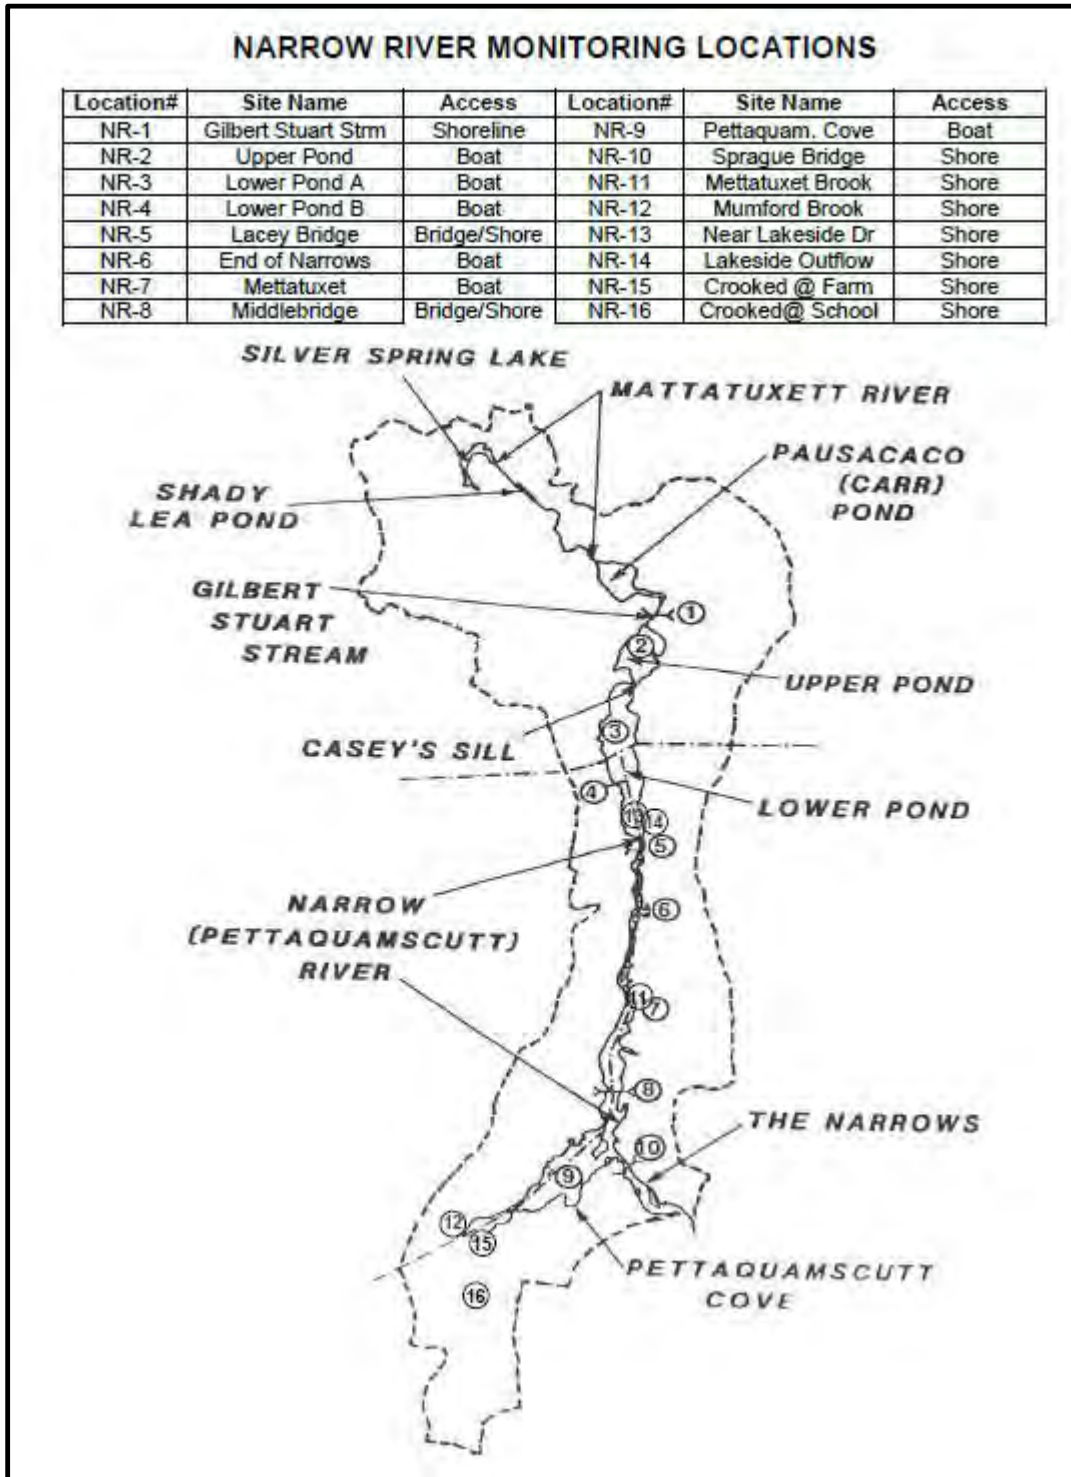 NARROW RIVER MONITORING LOCATIONS
Location# Site Name Access Location# Site Name Access
NR-1 Gilbert Stuart Strm Shoreline NR-9 Pettaquam. Cove Boat
NR-2 Upper Pond Boat NR-10 Sprague Bridge Shore
NR-3 Lower Pond A Boat NR-11 Mettatuxet Brook Shore
NR-4 Lower Pond B Boat NR-12 Mumford Brook Shore
NR-5 Lacey Bridge Bridge/Shore NR-13 Near Lakeside Dr Shore
NR-6 End of Narrows Boat NR-14 Lakeside Outflow Shore
NR-7 Mettatuxet Boat NR-15 Crooked @ Farm Shore
NR-8 Middlebridge Bridge/Shore NR-16 Crooked@ School Shore
SILVER SPRING LAKE
MATTATUXETT RIVER
PAUSACACO
(CARR)
POND
SHADY
LEA POND
GILBERT
STUART
STREAM
1
2
UPPER POND
3
CASEY'S SILL
4
LOWER POND
13
14
5
NARROW
(PETTAQUAMSCUTT)
RIVER
6
11
7
8
THE NARROWS
10
9
12
15
PETTAQUAMSCUTT
COVE
16